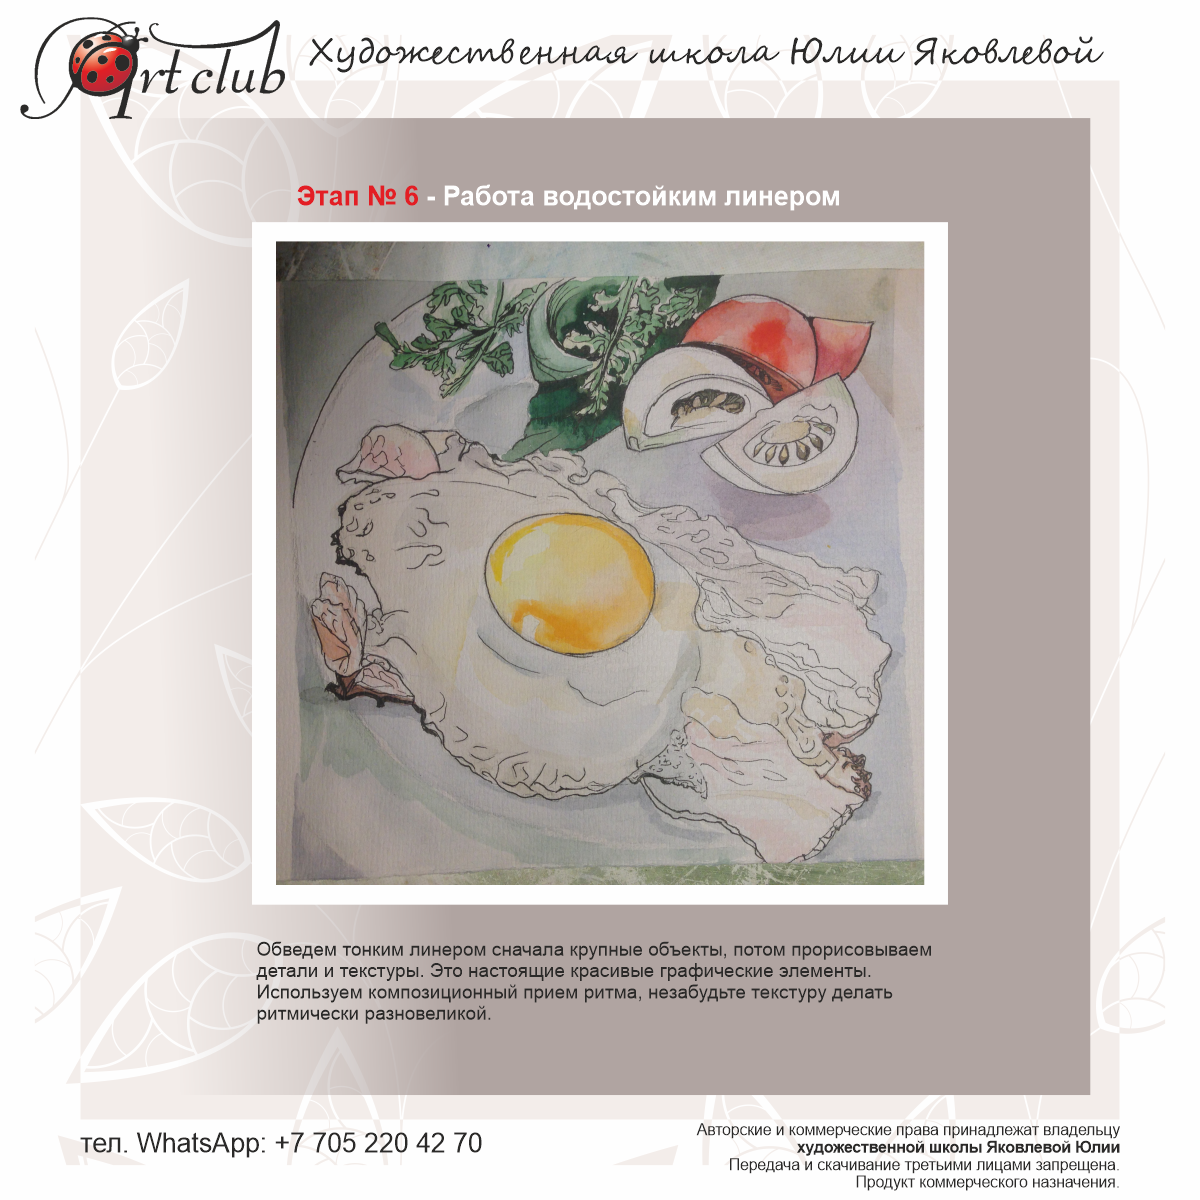 Art club
Художественная школа Юлии Яковлевой
Этап № 6 - Работа водостойким линером
Обведем тонким линером сначала крупные объекты, потом прорисовываем
детали и текстуры. Это настоящие красивые графические элементы.
Используем композиционный прием ритма, незабудьте текстуру делать
ритмически разновеликой.
тел. WhatsApp: +7 705 220 42 70
Авторские и коммерческие права принадлежат владельцу
художественной школы Яковлевой Юлии
Передача и скачивание третьими лицами запрещена.
Продукт коммерческого назначения.